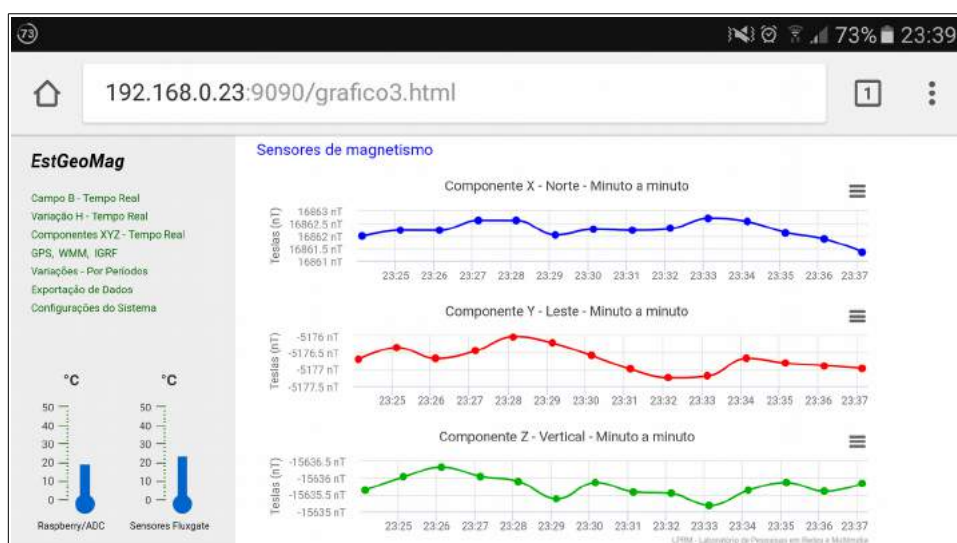 73
73% 23:39
192.168.0.23:9090/grafico3.html
1
EstGeoMag
Campo B - Tempo Real
Variação H - Tempo Real
Componentes XYZ - Tempo Real
GPS, WMM, IGRF
Variações - Por Períodos
Exportação de Dados
Configurações do Sistema
°C
50
40
30
20
10
0
Raspberry/ADC
°C
50
40
30
20
10
0
Sensores Fluxgate
Sensores de magnetismo
Componente X - Norte - Minuto a minuto
Teslas (nT)
16863 nT
16862.5 nT
16862 nT
16861.5 nT
16861 nT
23:25 23:26 23:27 23:28 23:29 23:30 23:31 23:32 23:33 23:34 23:35 23:36 23:37
Componente Y - Leste - Minuto a minuto
Teslas (nT)
-5176 nT
-5176.5 nT
-5177 nT
-5177.5 nT
23:25 23:26 23:27 23:28 23:29 23:30 23:31 23:32 23:33 23:34 23:35 23:36 23:37
Componente Z - Vertical - Minuto a minuto
Teslas (nT)
-15636.5 nT
-15636 nT
-15635.5 nT
-15635 nT
23:25 23:26 23:27 23:28 23:29 23:30 23:31 23:32 23:33 23:34 23:35 23:36 23:37
LPRM - Laboratório de Pesquisas em Redes e Multimídia